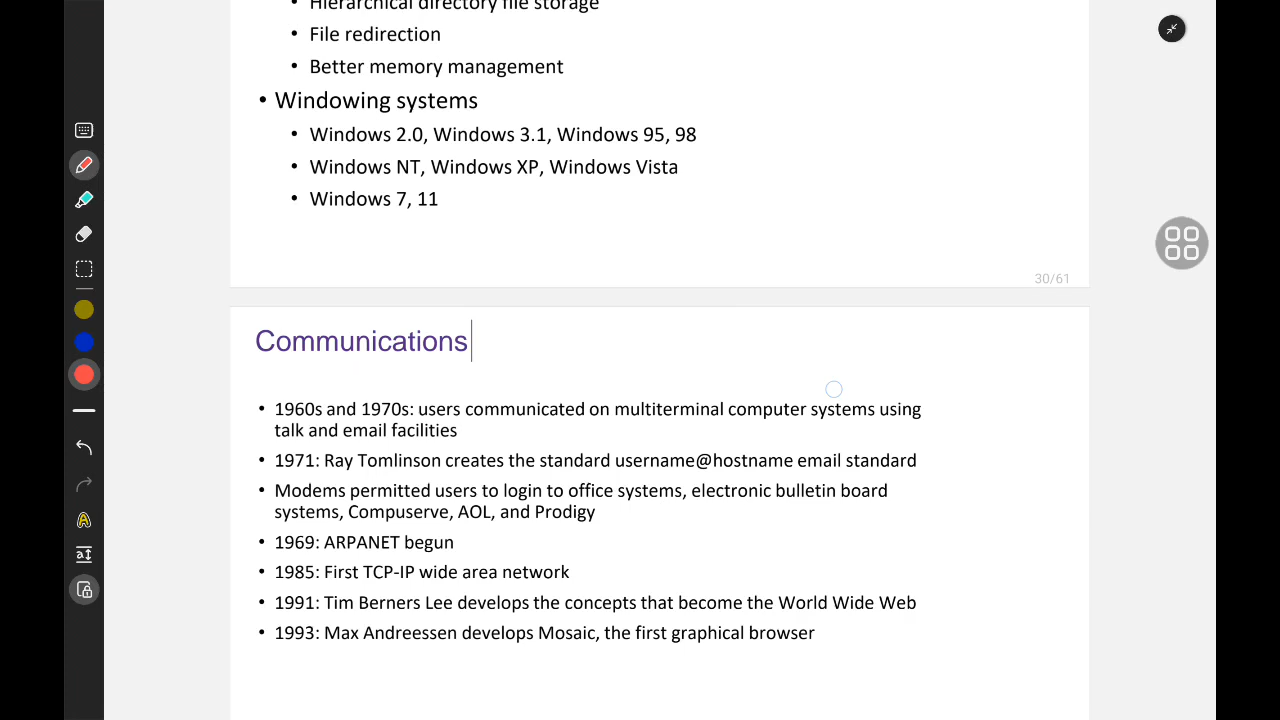 • Hierarchical directory file storage
• File redirection
• Better memory management
• Windowing systems
• Windows 2.0, Windows 3.1, Windows 95, 98
• Windows NT, Windows XP, Windows Vista
• Windows 7, 11
30/61
Communications
• 1960s and 1970s: users communicated on multiterminal computer systems using
talk and email facilities
• 1971: Ray Tomlinson creates the standard username@hostname email standard
• Modems permitted users to login to office systems, electronic bulletin board
systems, Compuserve, AOL, and Prodigy
• 1969: ARPANET begun
• 1985: First TCP-IP wide area network
• 1991: Tim Berners Lee develops the concepts that become the World Wide Web
• 1993: Max Andreessen develops Mosaic, the first graphical browser